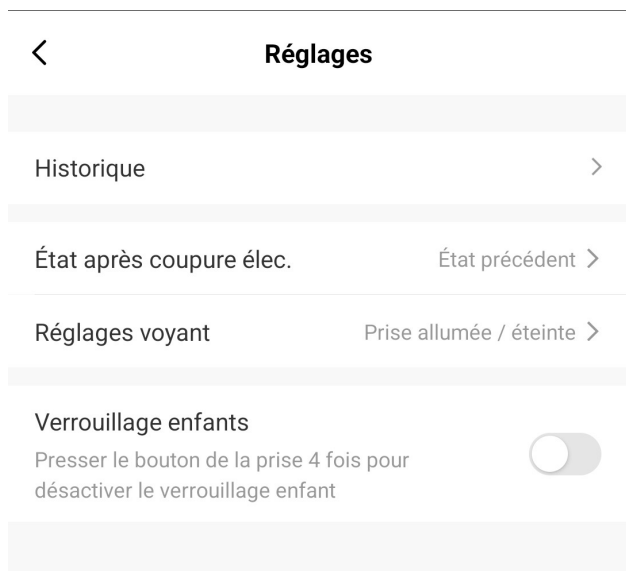 Réglages
Historique
État après coupure élec. État précédent
Réglages voyant Prise allumée / éteinte
Verrouillage enfants
Presser le bouton de la prise 4 fois pour
désactiver le verrouillage enfant